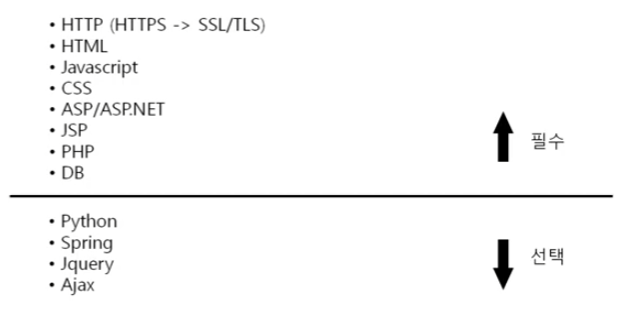 • HTTP (HTTPS -> SSL/TLS)
• HTML
• Javascript
• CSS
• ASP/ASP.NET
• JSP
• PHP
• DB
필수
• Python
• Spring
• Jquery
• Ajax
선택